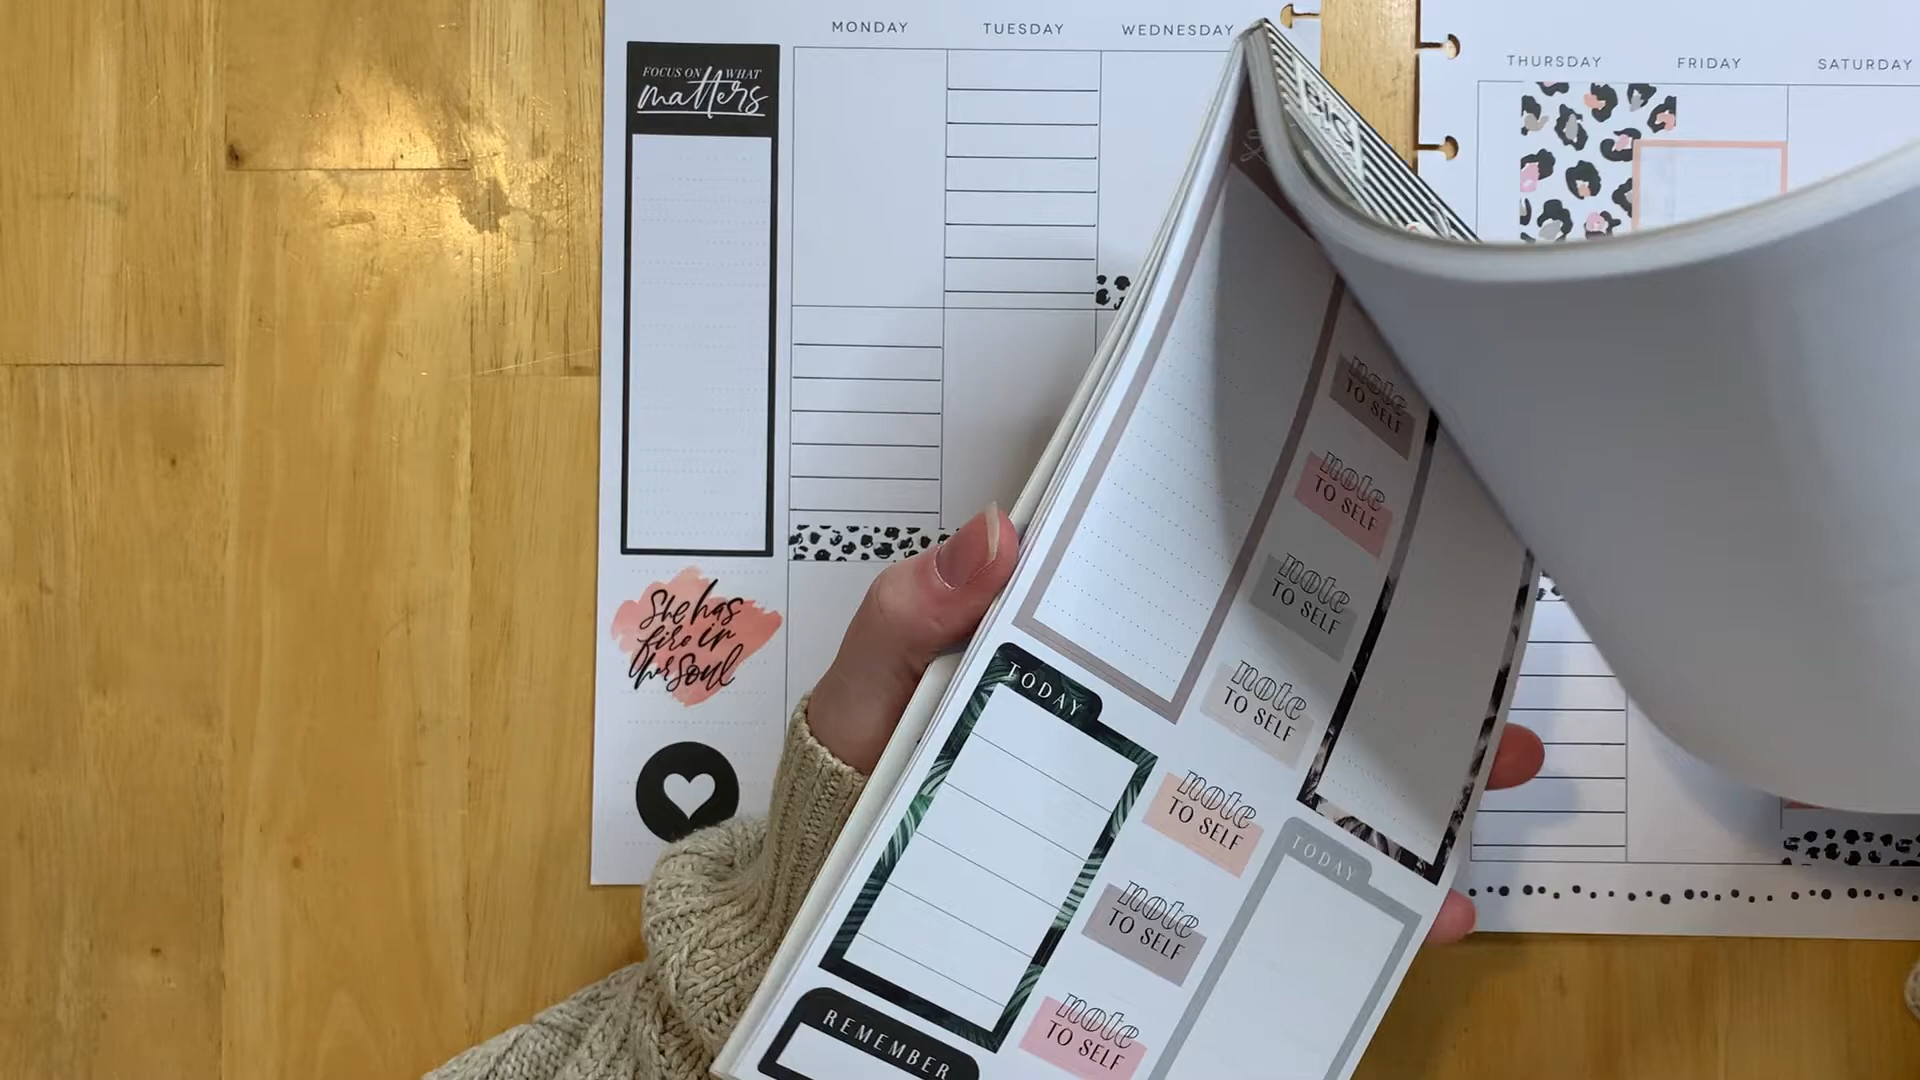 MONDAY
TUESDAY
WEDNESDAY
THURSDAY
FRIDAY
SATURDAY
FOCUS ON WHAT
matters
She has
fire in
her soul
BIG
note
TO SELF
note
TO SELF
note
TO SELF
note
TO SELF
note
TO SELF
note
TO SELF
note
TO SELF
TODAY
TODAY
REMEMBER